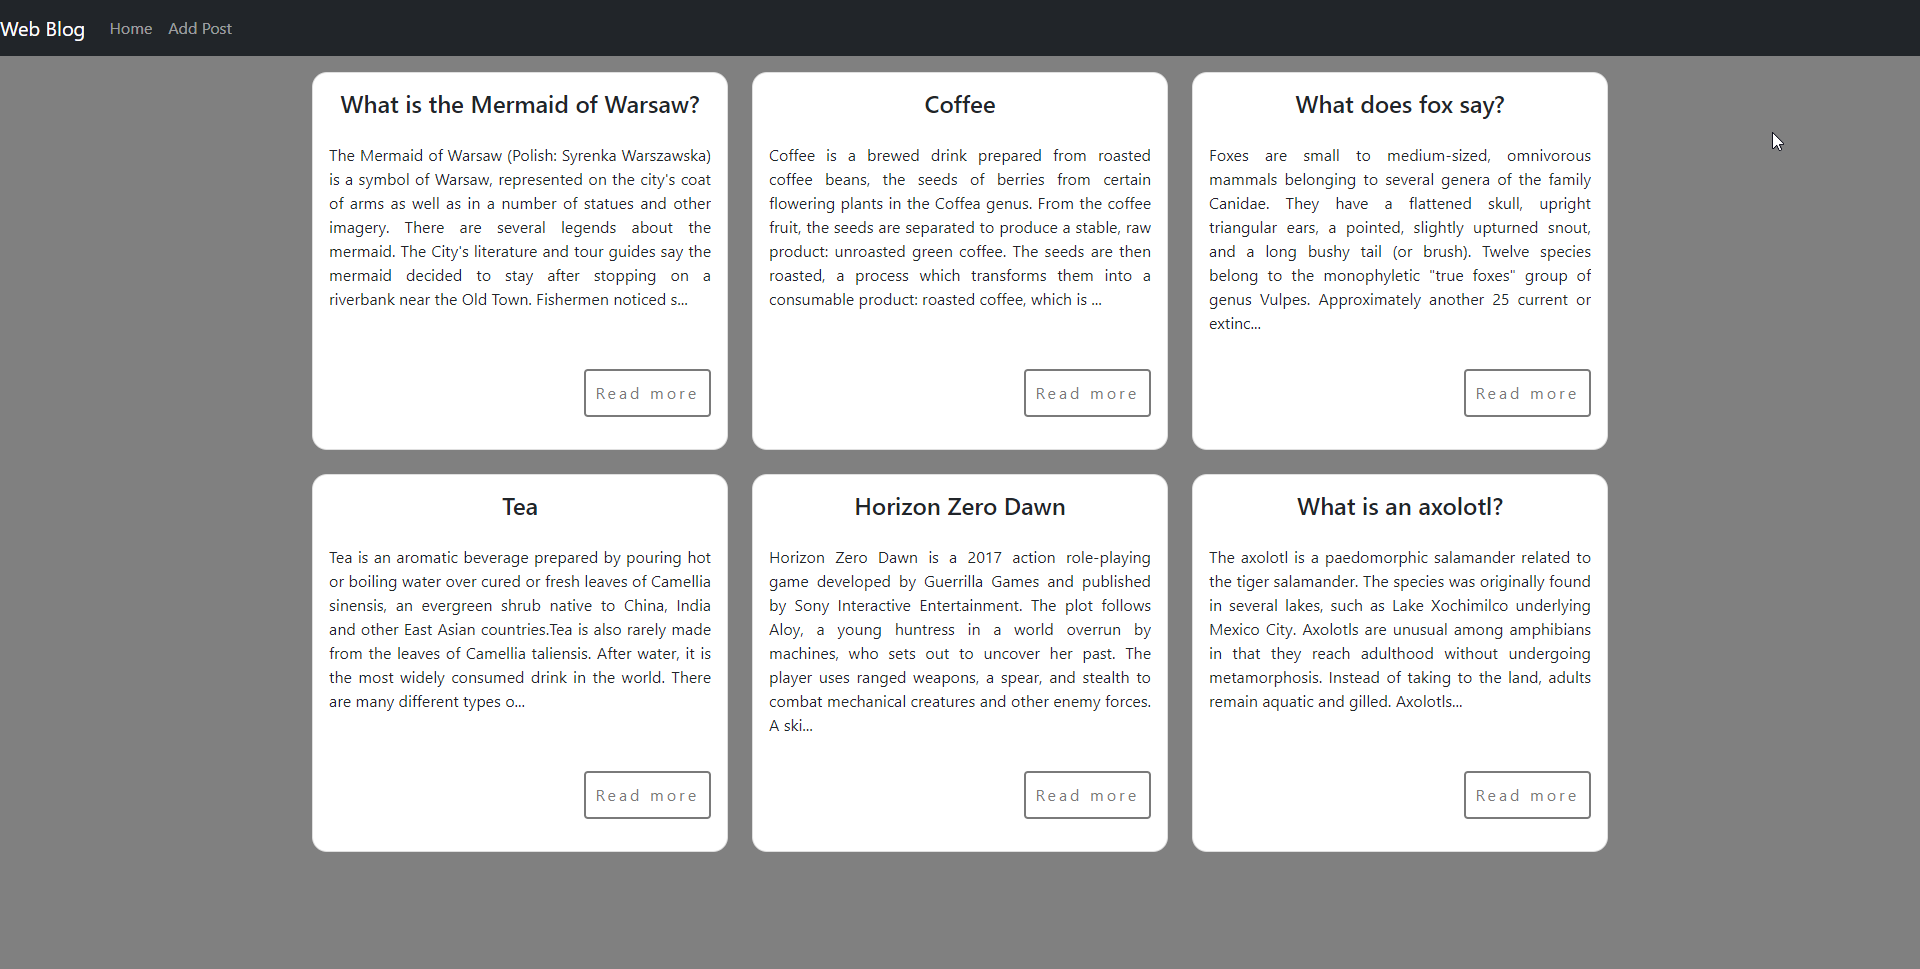 Web Blog Home Add Post
What is the Mermaid of Warsaw?
The Mermaid of Warsaw (Polish: Syrenka Warszawska)
is a symbol of Warsaw, represented on the city's coat
of arms as well as in a number of statues and other
imagery. There are several legends about the
mermaid. The City's literature and tour guides say the
mermaid decided to stay after stopping on a
riverbank near the Old Town. Fishermen noticed s...
Read more
Coffee
Coffee is a brewed drink prepared from roasted
coffee beans, the seeds of berries from certain
flowering plants in the Coffea genus. From the coffee
fruit, the seeds are separated to produce a stable, raw
product: unroasted green coffee. The seeds are then
roasted, a process which transforms them into a
consumable product: roasted coffee, which is ...
Read more
What does fox say?
Foxes are small to medium-sized, omnivorous
mammals belonging to several genera of the family
Canidae. They have a flattened skull, upright
triangular ears, a pointed, slightly upturned snout,
and a long bushy tail (or brush). Twelve species
belong to the monophyletic "true foxes" group of
genus Vulpes. Approximately another 25 current or
extinc...
Read more
Tea
Tea is an aromatic beverage prepared by pouring hot
or boiling water over cured or fresh leaves of Camellia
sinensis, an evergreen shrub native to China, India
and other East Asian countries.Tea is also rarely made
from the leaves of Camellia taliensis. After water, it is
the most widely consumed drink in the world. There
are many different types o...
Read more
Horizon Zero Dawn
Horizon Zero Dawn is a 2017 action role-playing
game developed by Guerrilla Games and published
by Sony Interactive Entertainment. The plot follows
Aloy, a young huntress in a world overrun by
machines, who sets out to uncover her past. The
player uses ranged weapons, a spear, and stealth to
combat mechanical creatures and other enemy forces.
A ski...
Read more
What is an axolotl?
The axolotl is a paedomorphic salamander related to
the tiger salamander. The species was originally found
in several lakes, such as Lake Xochimilco underlying
Mexico City. Axolotls are unusual among amphibians
in that they reach adulthood without undergoing
metamorphosis. Instead of taking to the land, adults
remain aquatic and gilled. Axolotls...
Read more